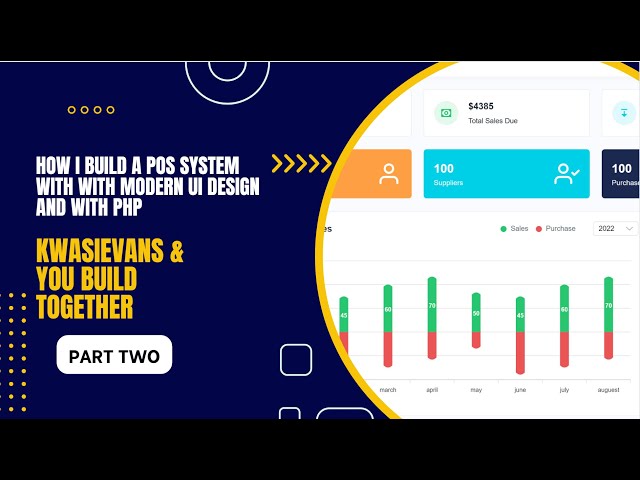 HOW I BUILD A POS SYSTEM
WITH WITH MODERN UI DESIGN
AND WITH PHP
KWASIEVANS &
YOU BUILD
TOGETHER
PART TWO
$4385
Total Sales Due
100
Suppliers
100
Purchase
es
Sales
Purchase
2022
45
60
70
50
45
60
70
march
april
may
june
july
auguest